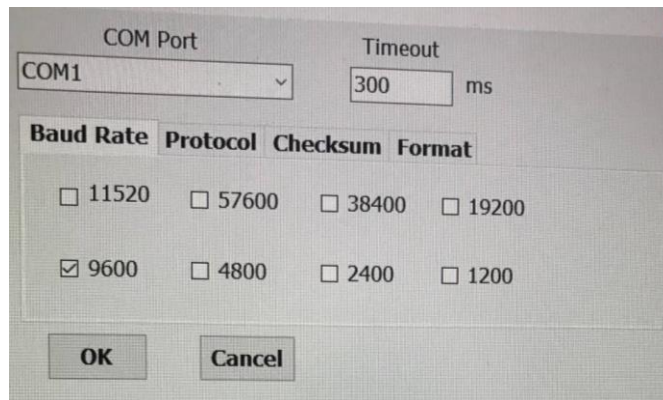 COM Port Timeout
COM1 300 ms
Baud Rate Protocol Checksum Format
11520 57600 38400 19200
9600 4800 2400 1200
OK Cancel